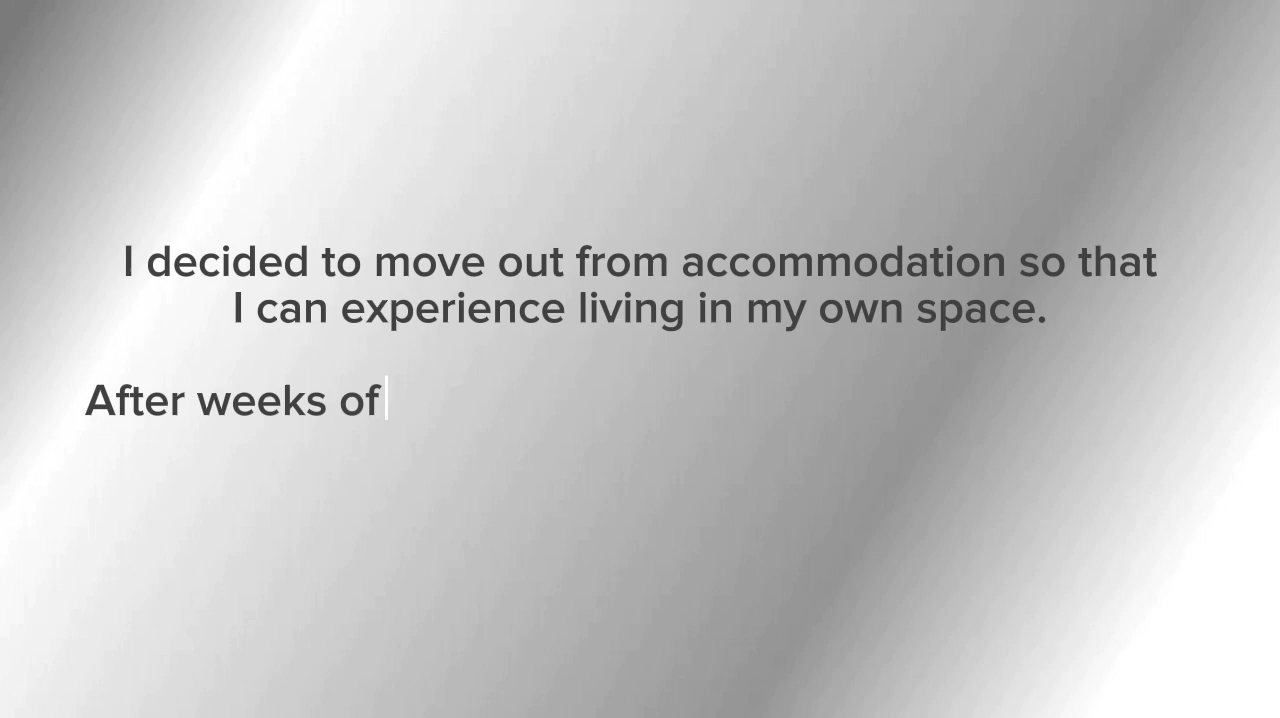 I decided to move out from accommodation so that
I can experience living in my own space.
After weeks of